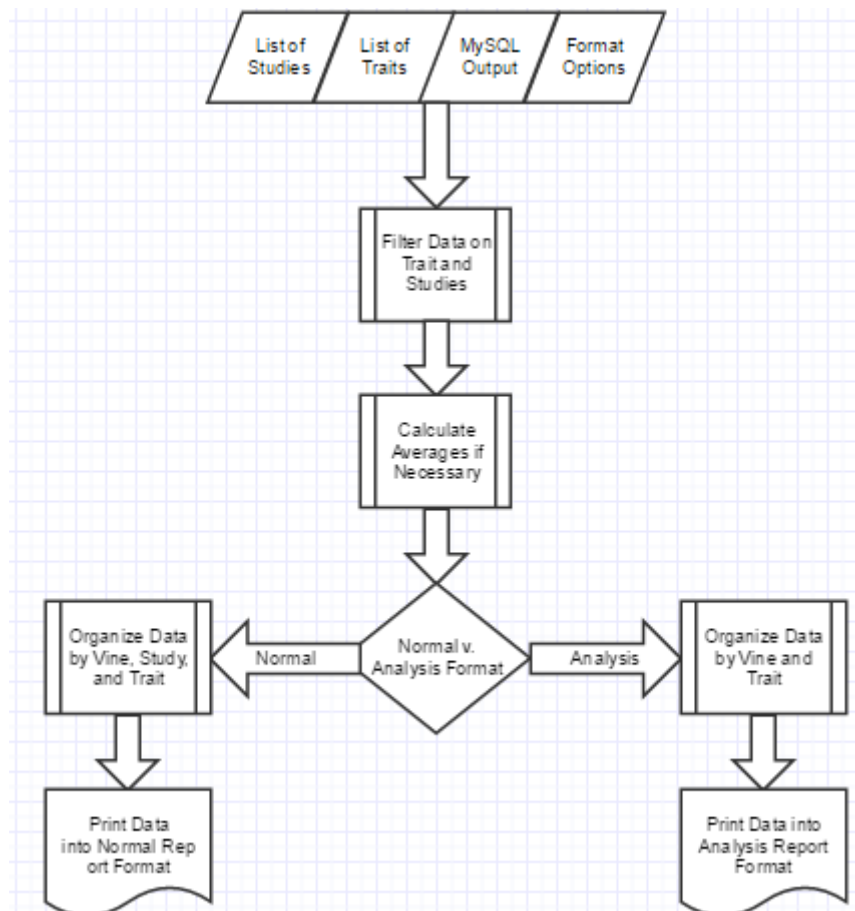 List of
Studies
List of
Traits
MySQL
Output
Format
Options
Filter Data on
Trait and
Studies
Calculate
Averages if
Necessary
Normal v.
Analysis Format
Normal
Analysis
Organize Data
by Vine, Study,
and Trait
Organize Data
by Vine and
Trait
Print Data
into Normal Rep
ort Format
Print Data into
Analysis Report
Format